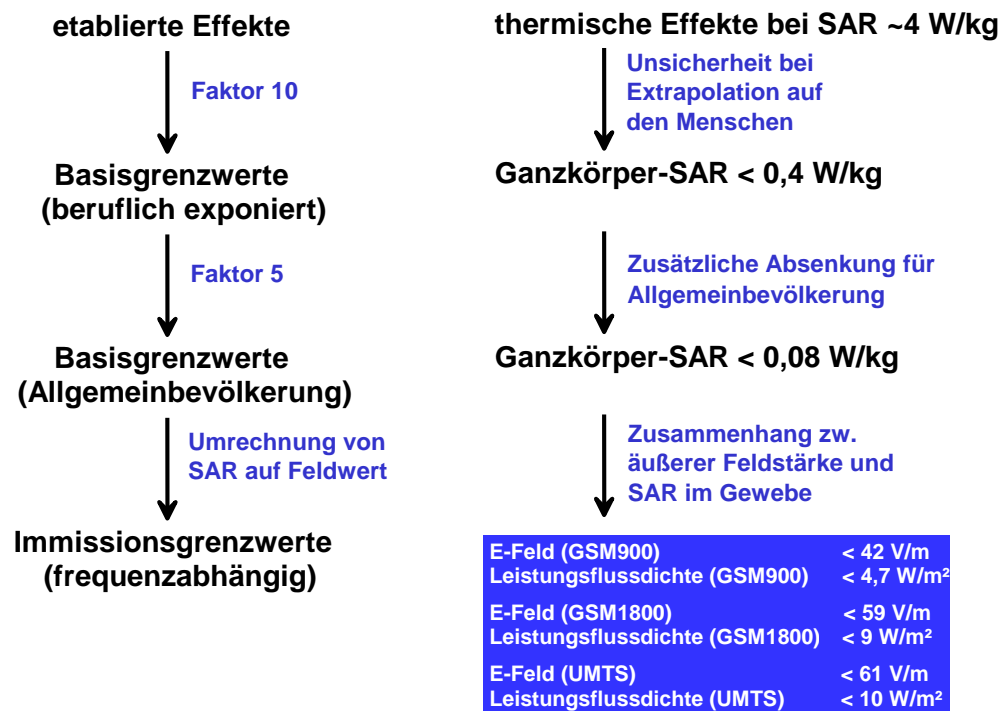 etablierte Effekte
Faktor 10
Basisgrenzwerte
(beruflich exponiert)
Faktor 5
Basisgrenzwerte
(Allgemeinbevölkerung)
Umrechnung von
SAR auf Feldwert
Immissionsgrenzwerte
(frequenzabhängig)
thermische Effekte bei SAR ~4 W/kg
Unsicherheit bei
Extrapolation auf
den Menschen
Ganzkörper-SAR < 0,4 W/kg
Zusätzliche Absenkung für
Allgemeinbevölkerung
Ganzkörper-SAR < 0,08 W/kg
Zusammenhang zw.
äußerer Feldstärke und
SAR im Gewebe
E-Feld (GSM900) < 42 V/m
Leistungsflussdichte (GSM900) < 4,7 W/m²
E-Feld (GSM1800) < 59 V/m
Leistungsflussdichte (GSM1800) < 9 W/m²
E-Feld (UMTS) < 61 V/m
Leistungsflussdichte (UMTS) < 10 W/m²